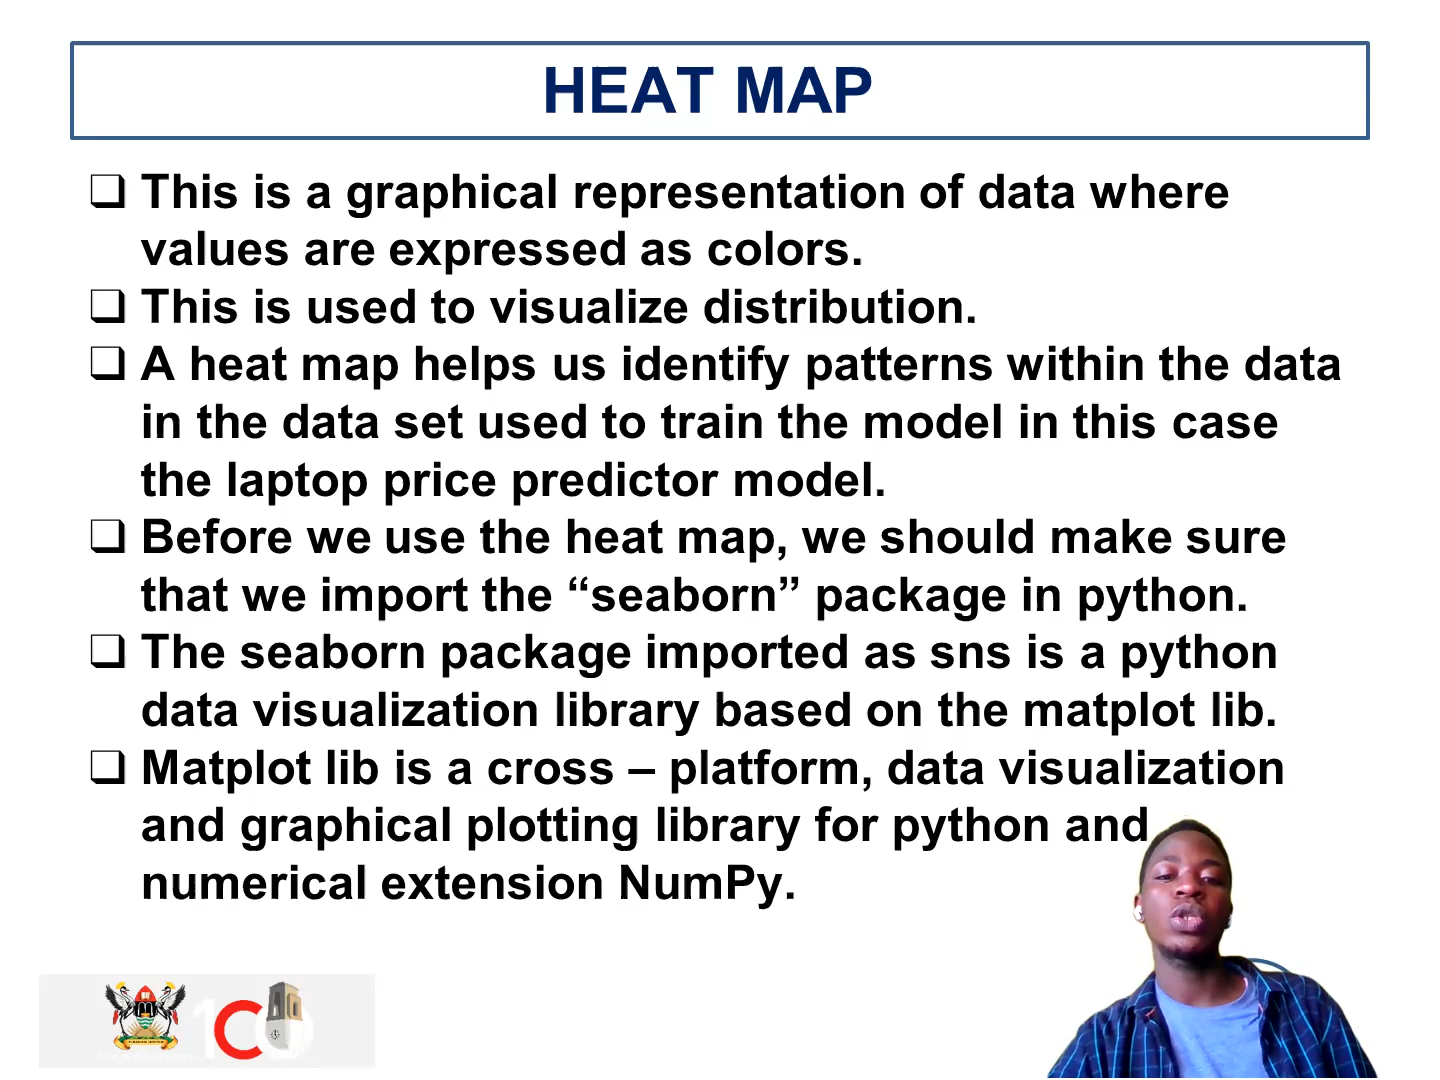 HEAT MAP
❑ This is a graphical representation of data where
values are expressed as colors.
❑ This is used to visualize distribution.
❑ A heat map helps us identify patterns within the data
in the data set used to train the model in this case
the laptop price predictor model.
❑ Before we use the heat map, we should make sure
that we import the “seaborn” package in python.
❑ The seaborn package imported as sns is a python
data visualization library based on the matplot lib.
❑ Matplot lib is a cross – platform, data visualization
and graphical plotting library for python and
numerical extension NumPy.
100